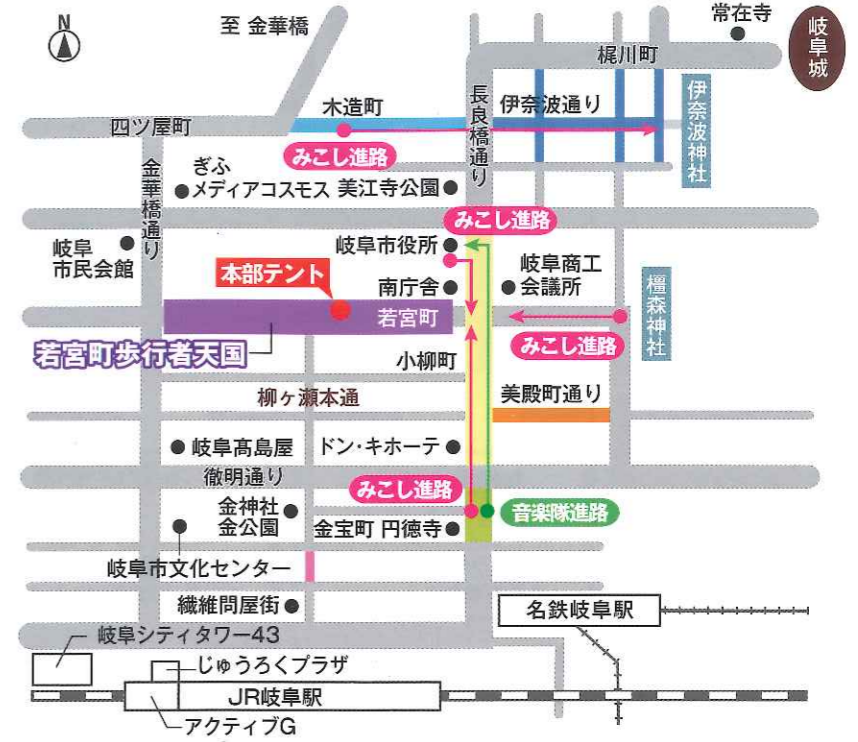 N
至 金華橋
常在寺
岐阜城
梶川町
木造町
伊奈波通り
長良橋通り
伊奈波神社
四ツ屋町
みこし進路
金華橋通り
ぎふ
メディアコスモス
美江寺公園
みこし進路
岐阜
市民会館
岐阜市役所
本部テント
南庁舎
岐阜商工
会議所
橿森神社
若宮町
みこし進路
若宮町歩行者天国
小柳町
柳ヶ瀬本通
美殿町通り
岐阜髙島屋
ドン・キホーテ
徹明通り
みこし進路
金神社
金公園
金宝町
円徳寺
音楽隊進路
岐阜市文化センター
繊維問屋街
名鉄岐阜駅
岐阜シティタワー43
じゅうろくプラザ
JR岐阜駅
アクティブG